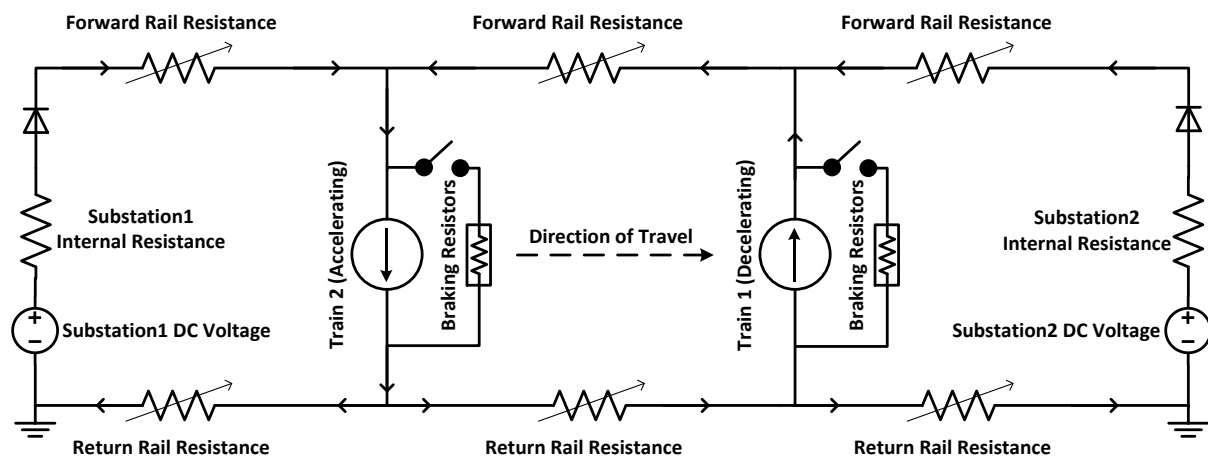 Forward Rail Resistance
Forward Rail Resistance
Forward Rail Resistance
Substation1
Internal Resistance
Train 2 (Accelerating)
Braking Resistors
Direction of Travel
Train 1 (Decelerating)
Braking Resistors
Substation2
Internal Resistance
+
−
Substation1 DC Voltage
Substation2 DC Voltage
+
−
Return Rail Resistance
Return Rail Resistance
Return Rail Resistance